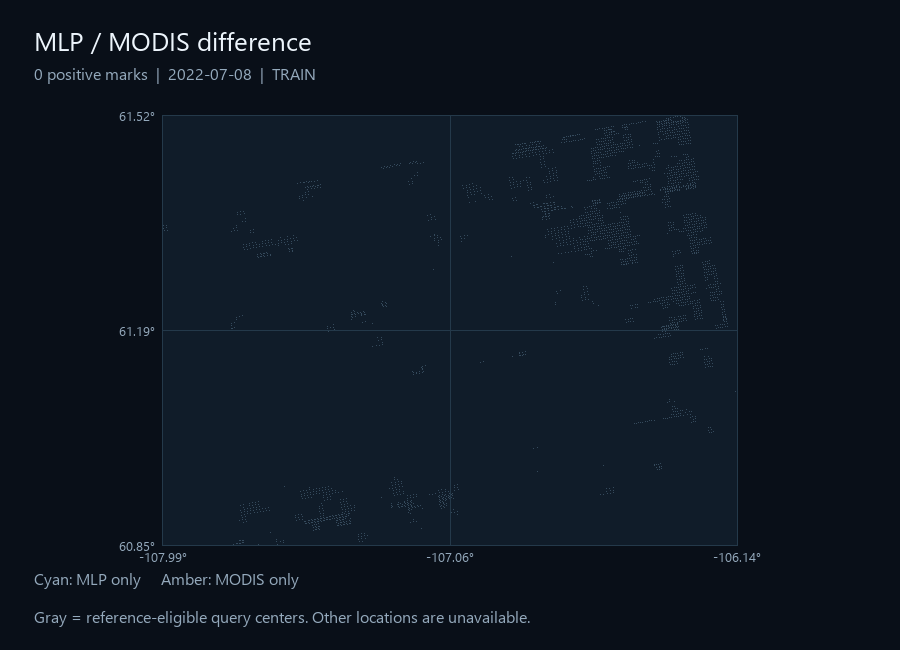 MLP / MODIS difference
0 positive marks | 2022-07-08 | TRAIN
61.52°
61.19°
60.85°
-107.99° -107.06° -106.14°
Cyan: MLP only Amber: MODIS only
Gray = reference-eligible query centers. Other locations are unavailable.